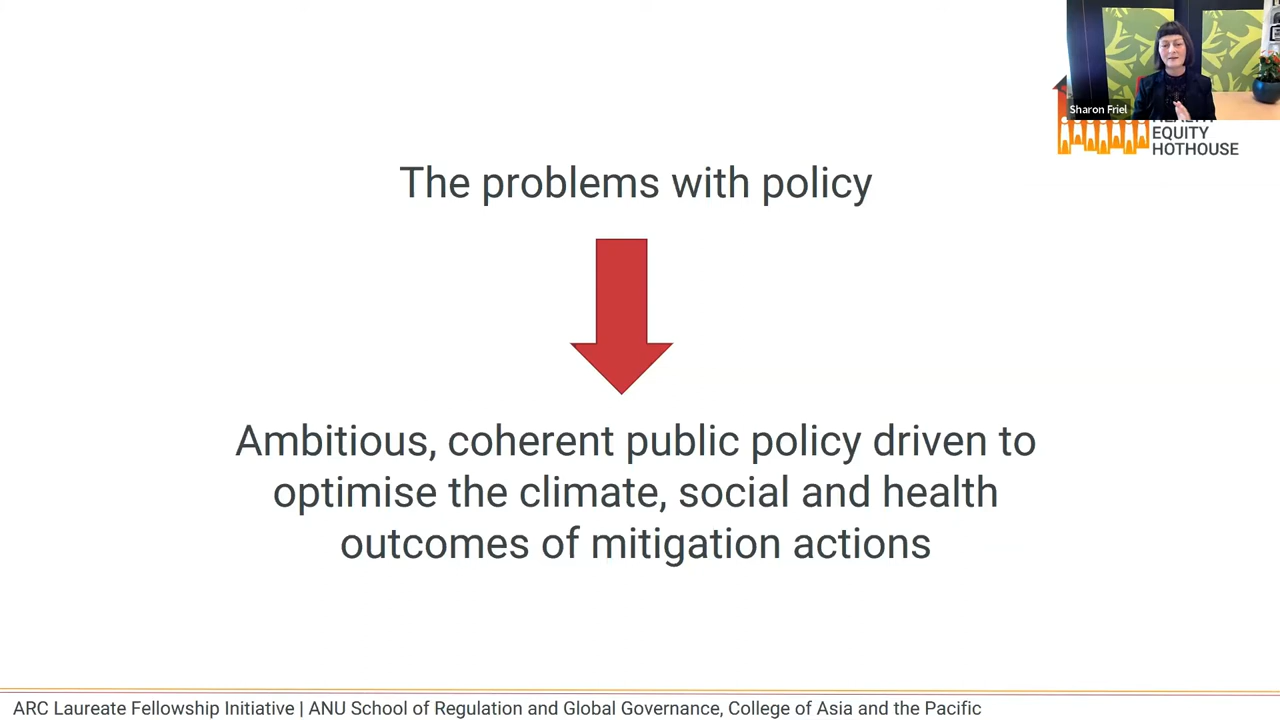 Sharon Friel
EQUITY
HOTHOUSE
The problems with policy
Ambitious, coherent public policy driven to
optimise the climate, social and health
outcomes of mitigation actions
ARC Laureate Fellowship Initiative | ANU School of Regulation and Global Governance, College of Asia and the Pacific